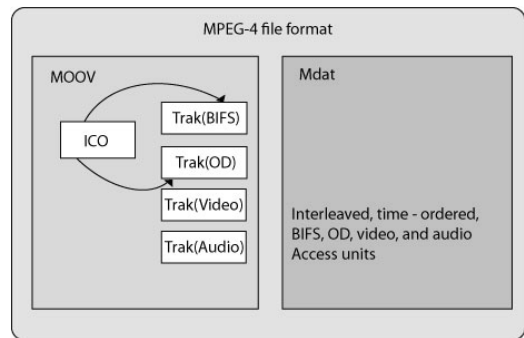 MPEG-4 file format
MOOV
ICO
Trak(BIFS)
Trak(OD)
Trak(Video)
Trak(Audio)
Mdat
Interleaved, time - ordered,
BIFS, OD, video, and audio
Access units